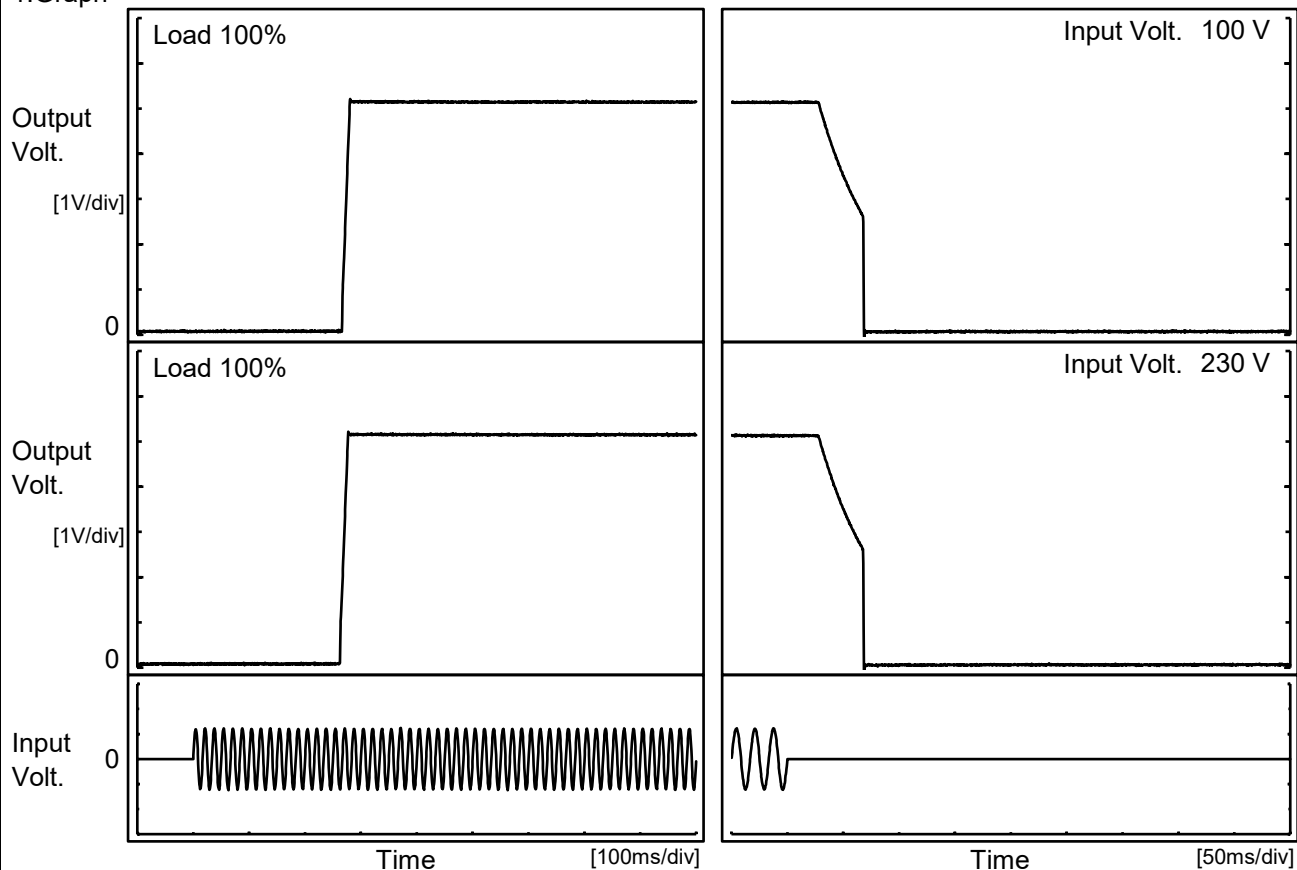 Load 100%
Input Volt. 100 V
Output
Volt.
[1V/div]
0
Load 100%
Input Volt. 230 V
Output
Volt.
[1V/div]
0
Input
Volt.
0
Time
[100ms/div]
Time
[50ms/div]